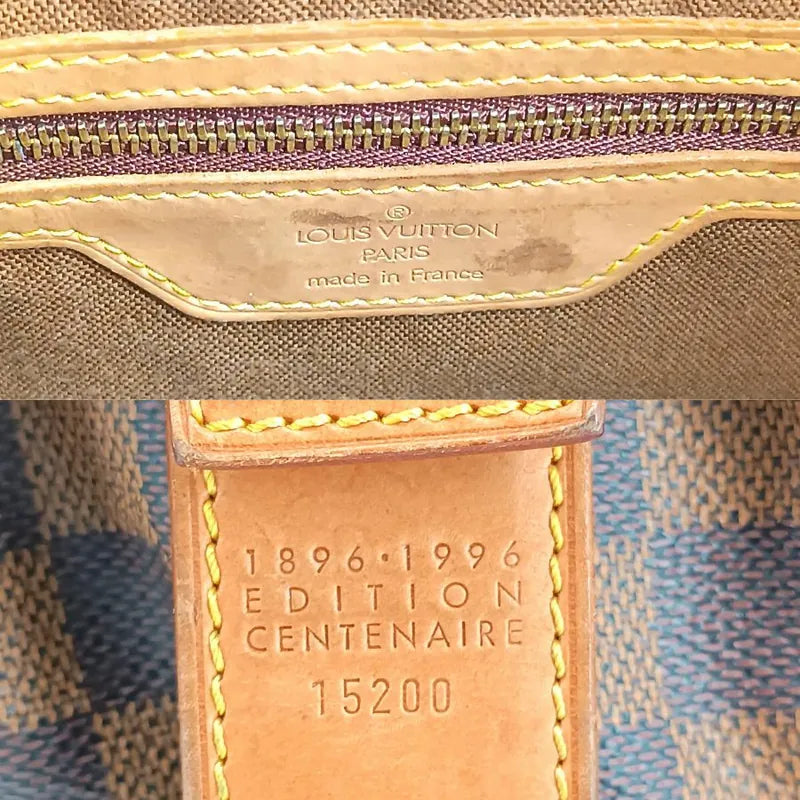 ®
LOUIS VUITTON
PARIS
made in France
1896·1996
EDITION
CENTENAIRE
15200